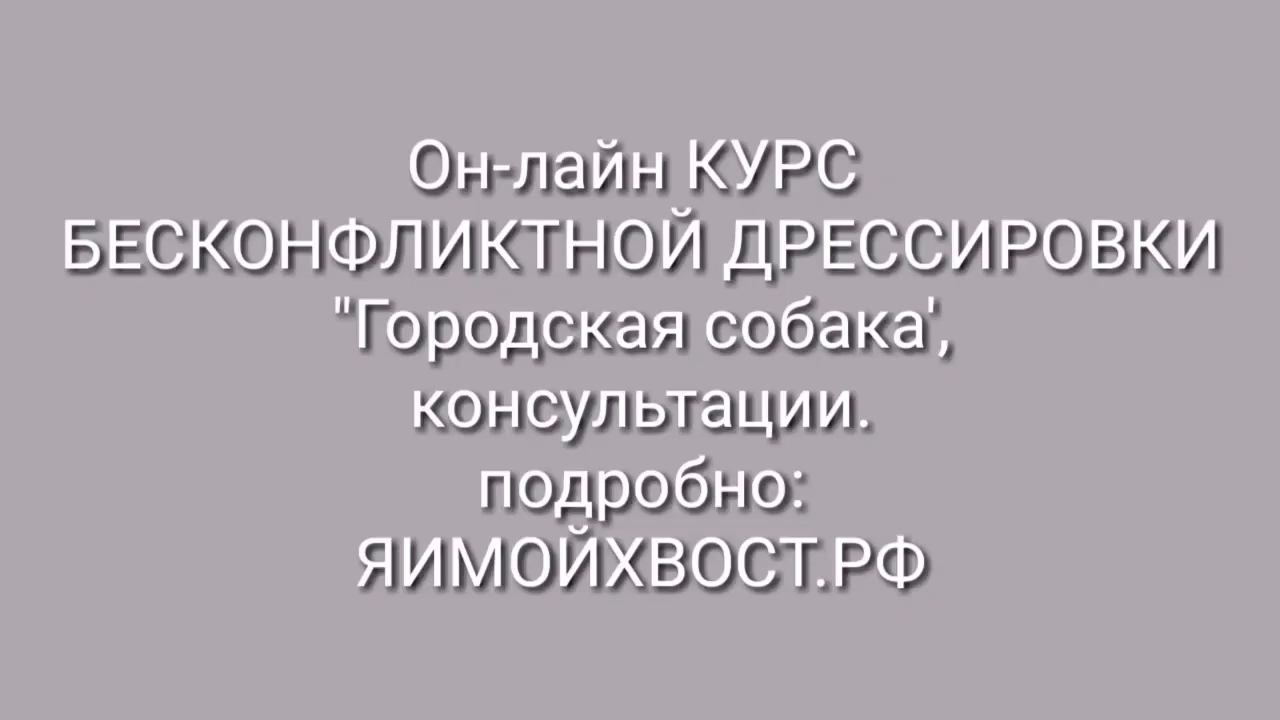 Он-лайн КУРС
БЕСКОНФЛИКТНОЙ ДРЕССИРОВКИ
"Городская собака',
консультации.
подробно:
ЯИМОЙХВОСТ.РФ